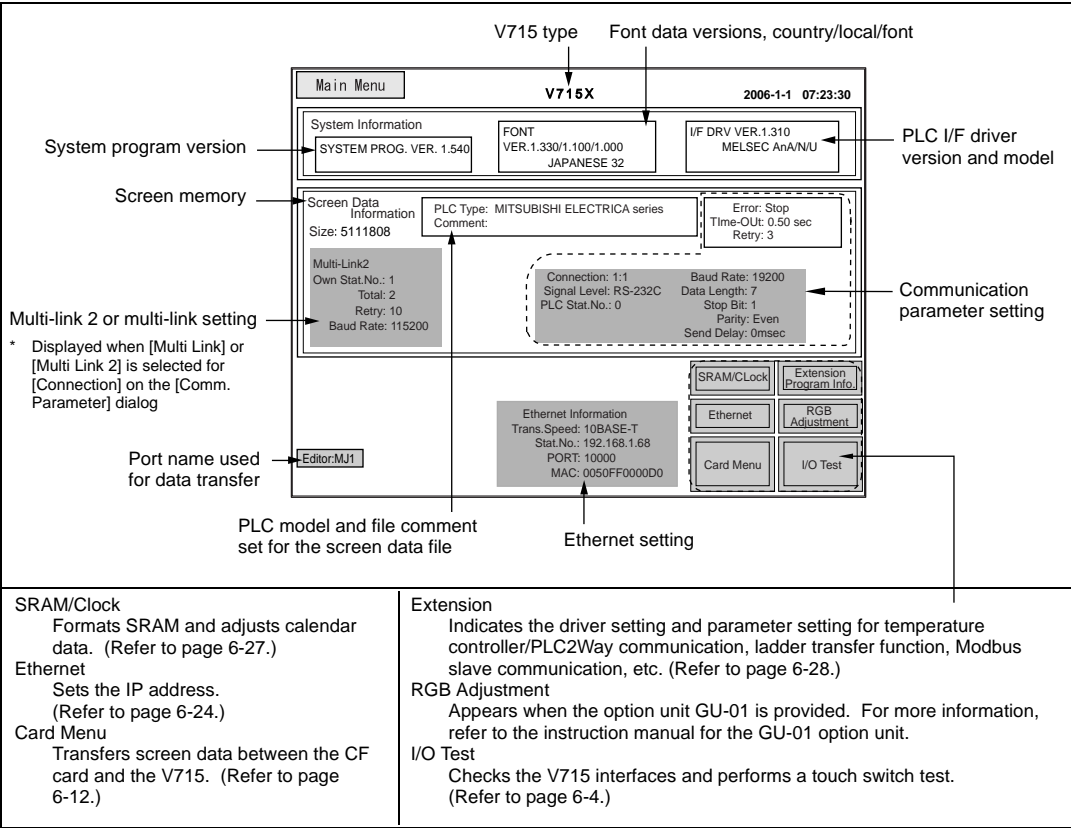 V715 type
Font data versions, country/local/font
Main Menu
V715X
2006-1-1 07:23:30
System Information
SYSTEM PROG. VER. 1.540
FONT
VER.1.330/1.100/1.000
JAPANESE 32
I/F DRV VER.1.310
MELSEC AnA/N/U
System program version
PLC I/F driver
version and model
Screen memory
Screen Data
Information
Size: 5111808
PLC Type: MITSUBISHI ELECTRICA series
Comment:
Error: Stop
TIme-OUt: 0.50 sec
Retry: 3
Multi-Link2
Own Stat.No.: 1
Total: 2
Retry: 10
Baud Rate: 115200
Connection: 1:1
Signal Level: RS-232C
PLC Stat.No.: 0
Baud Rate: 19200
Data Length: 7
Stop Bit: 1
Parity: Even
Send Delay: 0msec
Communication
parameter setting
Multi-link 2 or multi-link setting
* Displayed when [Multi Link] or
[Multi Link 2] is selected for
[Connection] on the [Comm.
Parameter] dialog
SRAM/CLock
Extension
Program Info.
Ethernet
RGB
Adjustment
Card Menu
I/O Test
Ethernet Information
Trans.Speed: 10BASE-T
Stat.No.: 192.168.1.68
PORT: 10000
MAC: 0050FF0000D0
Editor:MJ1
Port name used
for data transfer
PLC model and file comment
set for the screen data file
Ethernet setting
SRAM/Clock
Formats SRAM and adjusts calendar
data. (Refer to page 6-27.)
Ethernet
Sets the IP address.
(Refer to page 6-24.)
Card Menu
Transfers screen data between the CF
card and the V715. (Refer to page
6-12.)
Extension
Indicates the driver setting and parameter setting for temperature
controller/PLC2Way communication, ladder transfer function, Modbus
slave communication, etc. (Refer to page 6-28.)
RGB Adjustment
Appears when the option unit GU-01 is provided. For more information,
refer to the instruction manual for the GU-01 option unit.
I/O Test
Checks the V715 interfaces and performs a touch switch test.
(Refer to page 6-4.)